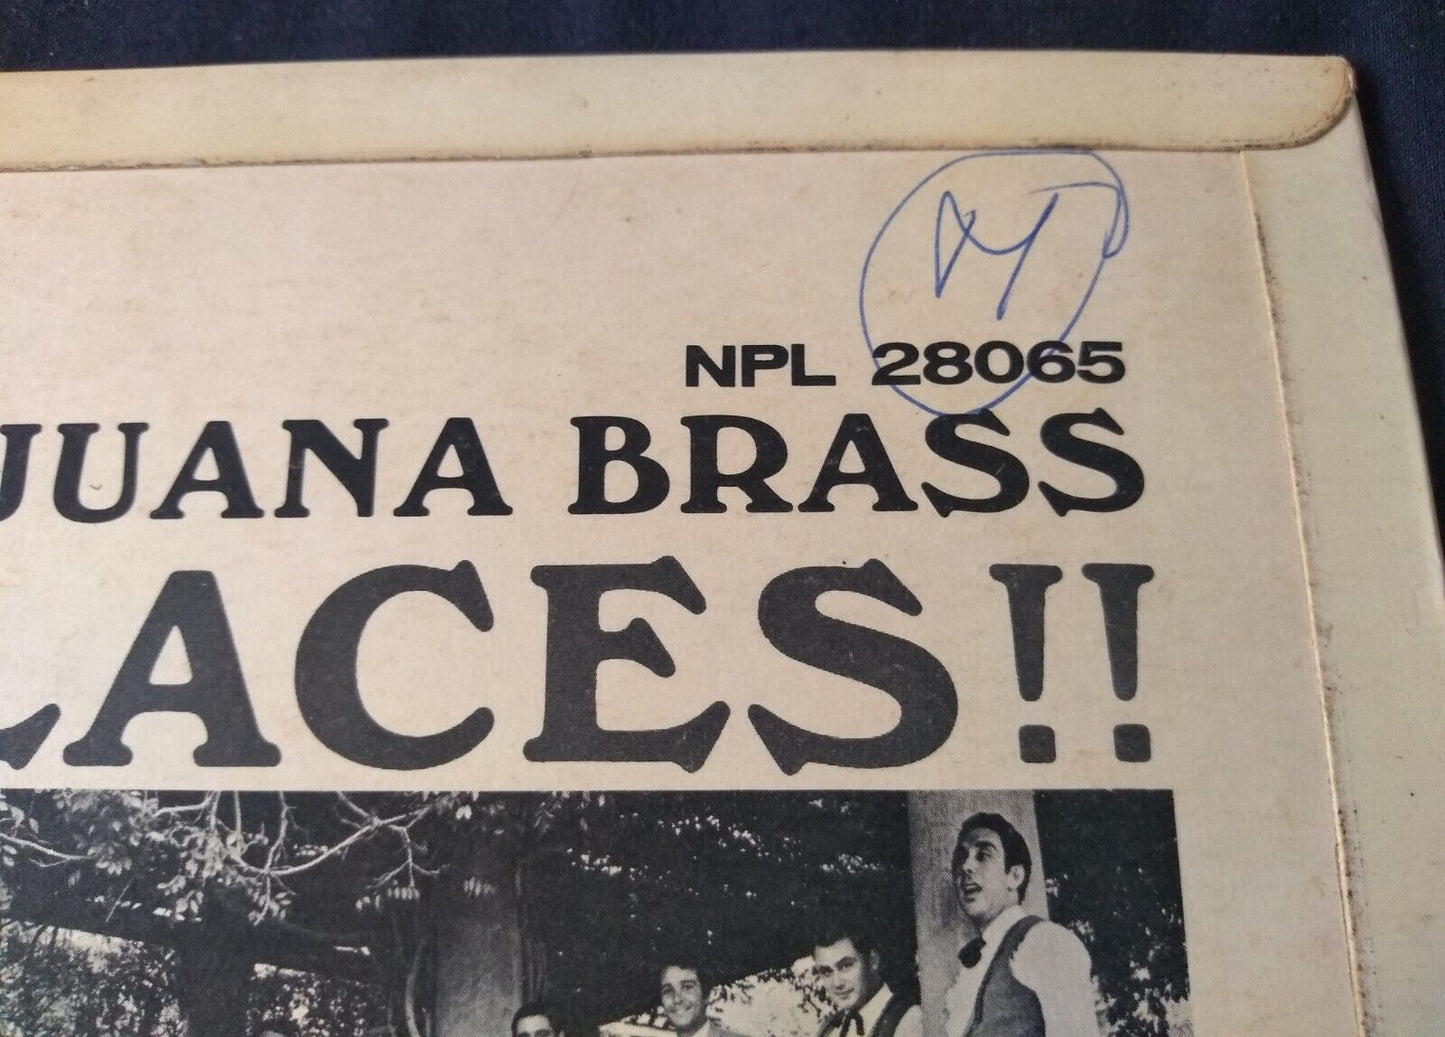 NPL 28065
JUANA BRASS
LACES!!